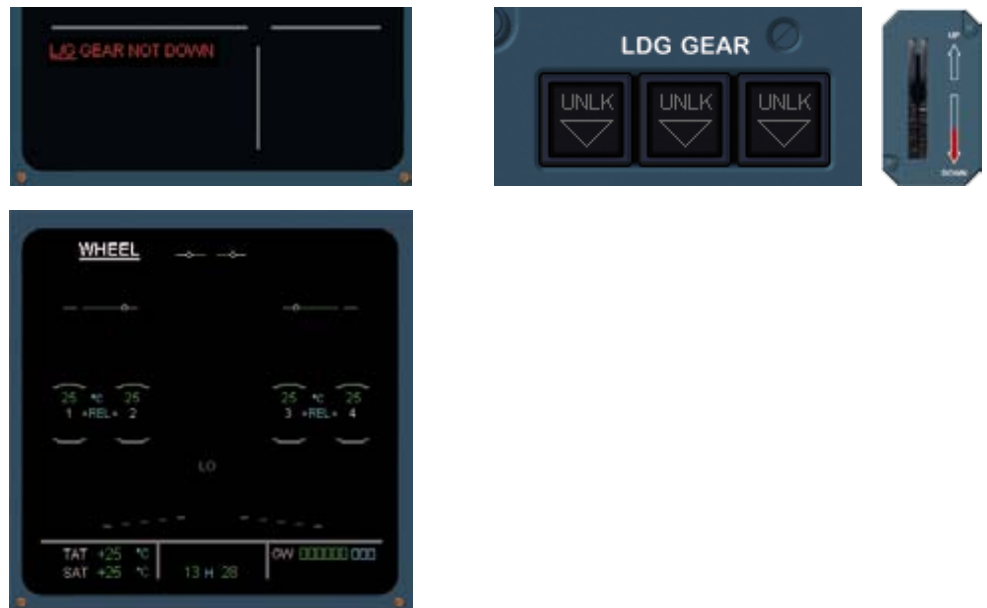 L/G GEAR NOT DOWN
LDG GEAR
UNLK UNLK UNLK
UP
DOWN
WHEEL
25 °C 25 25 °C 25
1 •REL• 2 3 •REL• 4
LO
TAT +25 °C
SAT +25 °C 13 H 28